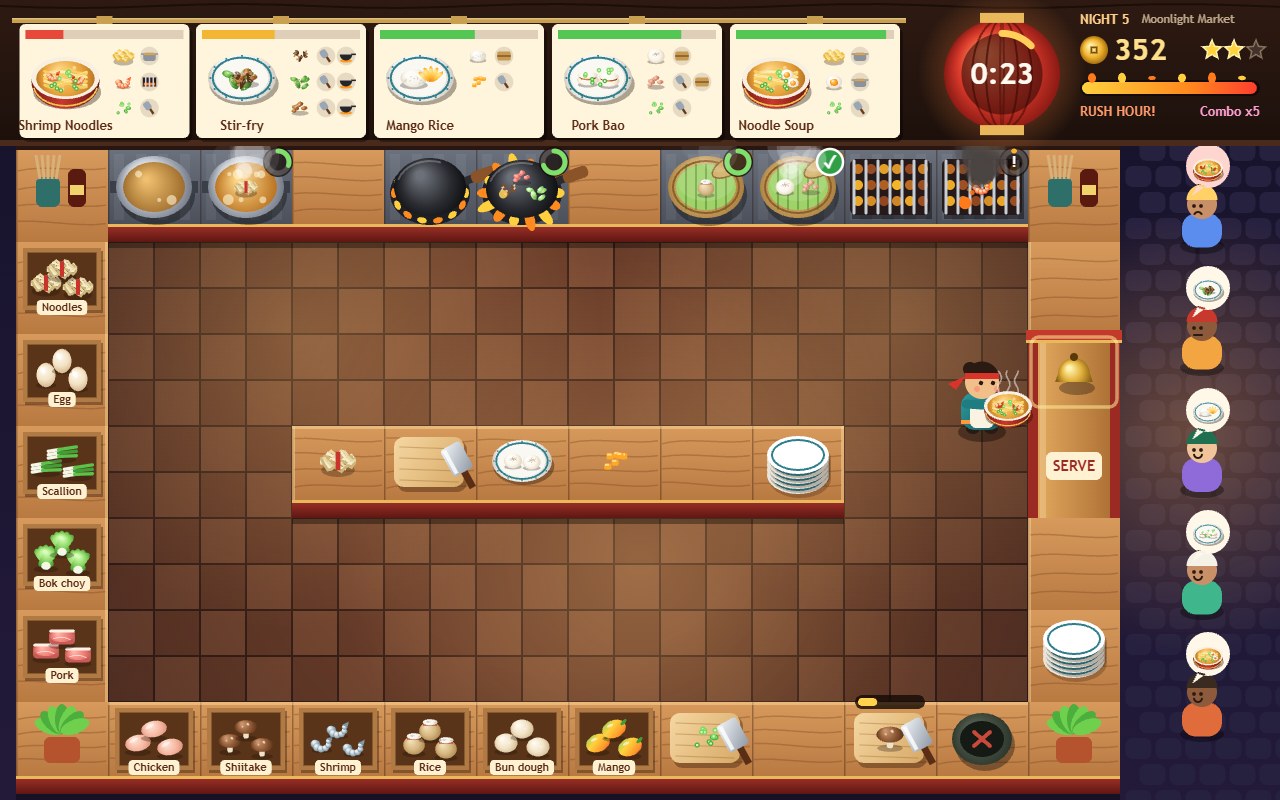 Shrimp Noodles
Stir-fry
Mango Rice
Pork Bao
Noodle Soup
0:23
NIGHT 5 Moonlight Market
352
RUSH HOUR! Combo x5
!
Noodles
Egg
Scallion
Bok choy
Pork
SERVE
Chicken
Shiitake
Shrimp
Rice
Bun dough
Mango